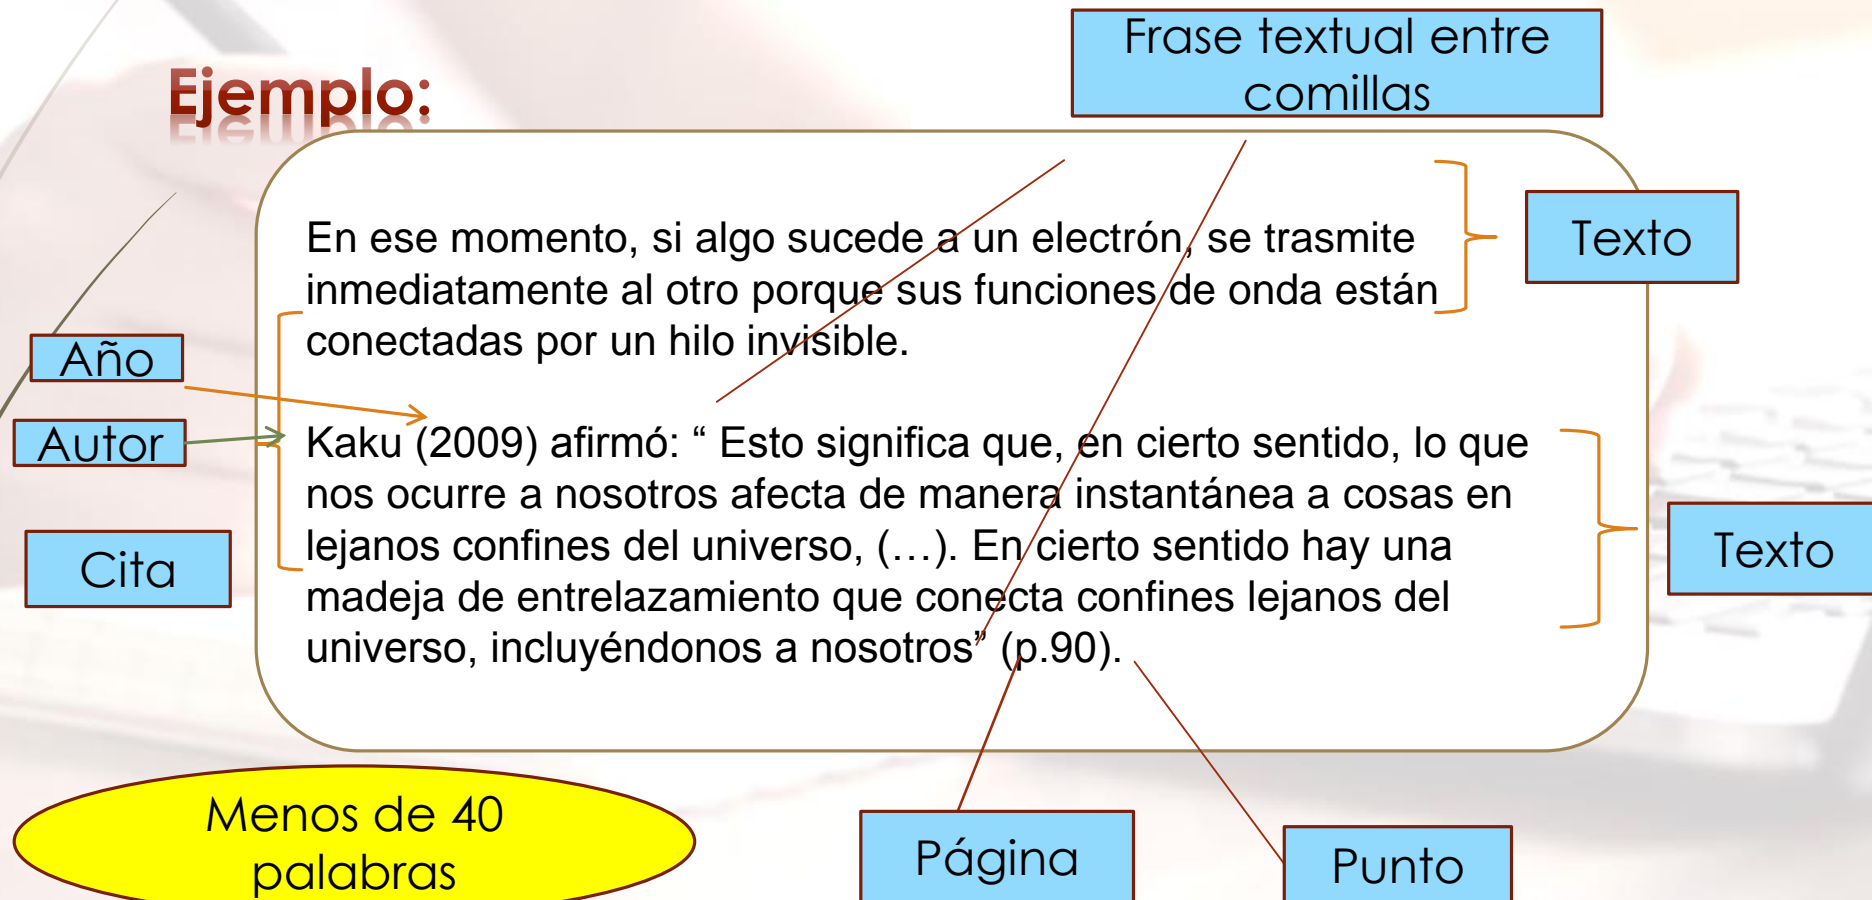 Frase textual entre
comillas
Ejemplo:
En ese momento, si algo sucede a un electrón, se trasmite
inmediatamente al otro porque sus funciones de onda están
conectadas por un hilo invisible.
Texto
Año
Autor
Cita
Kaku (2009) afirmó: “ Esto significa que, en cierto sentido, lo que
nos ocurre a nosotros afecta de manera instantánea a cosas en
lejanos confines del universo, (…). En cierto sentido hay una
madeja de entrelazamiento que conecta confines lejanos del
universo, incluyéndonos a nosotros” (p.90).
Texto
Menos de 40
palabras
Página
Punto